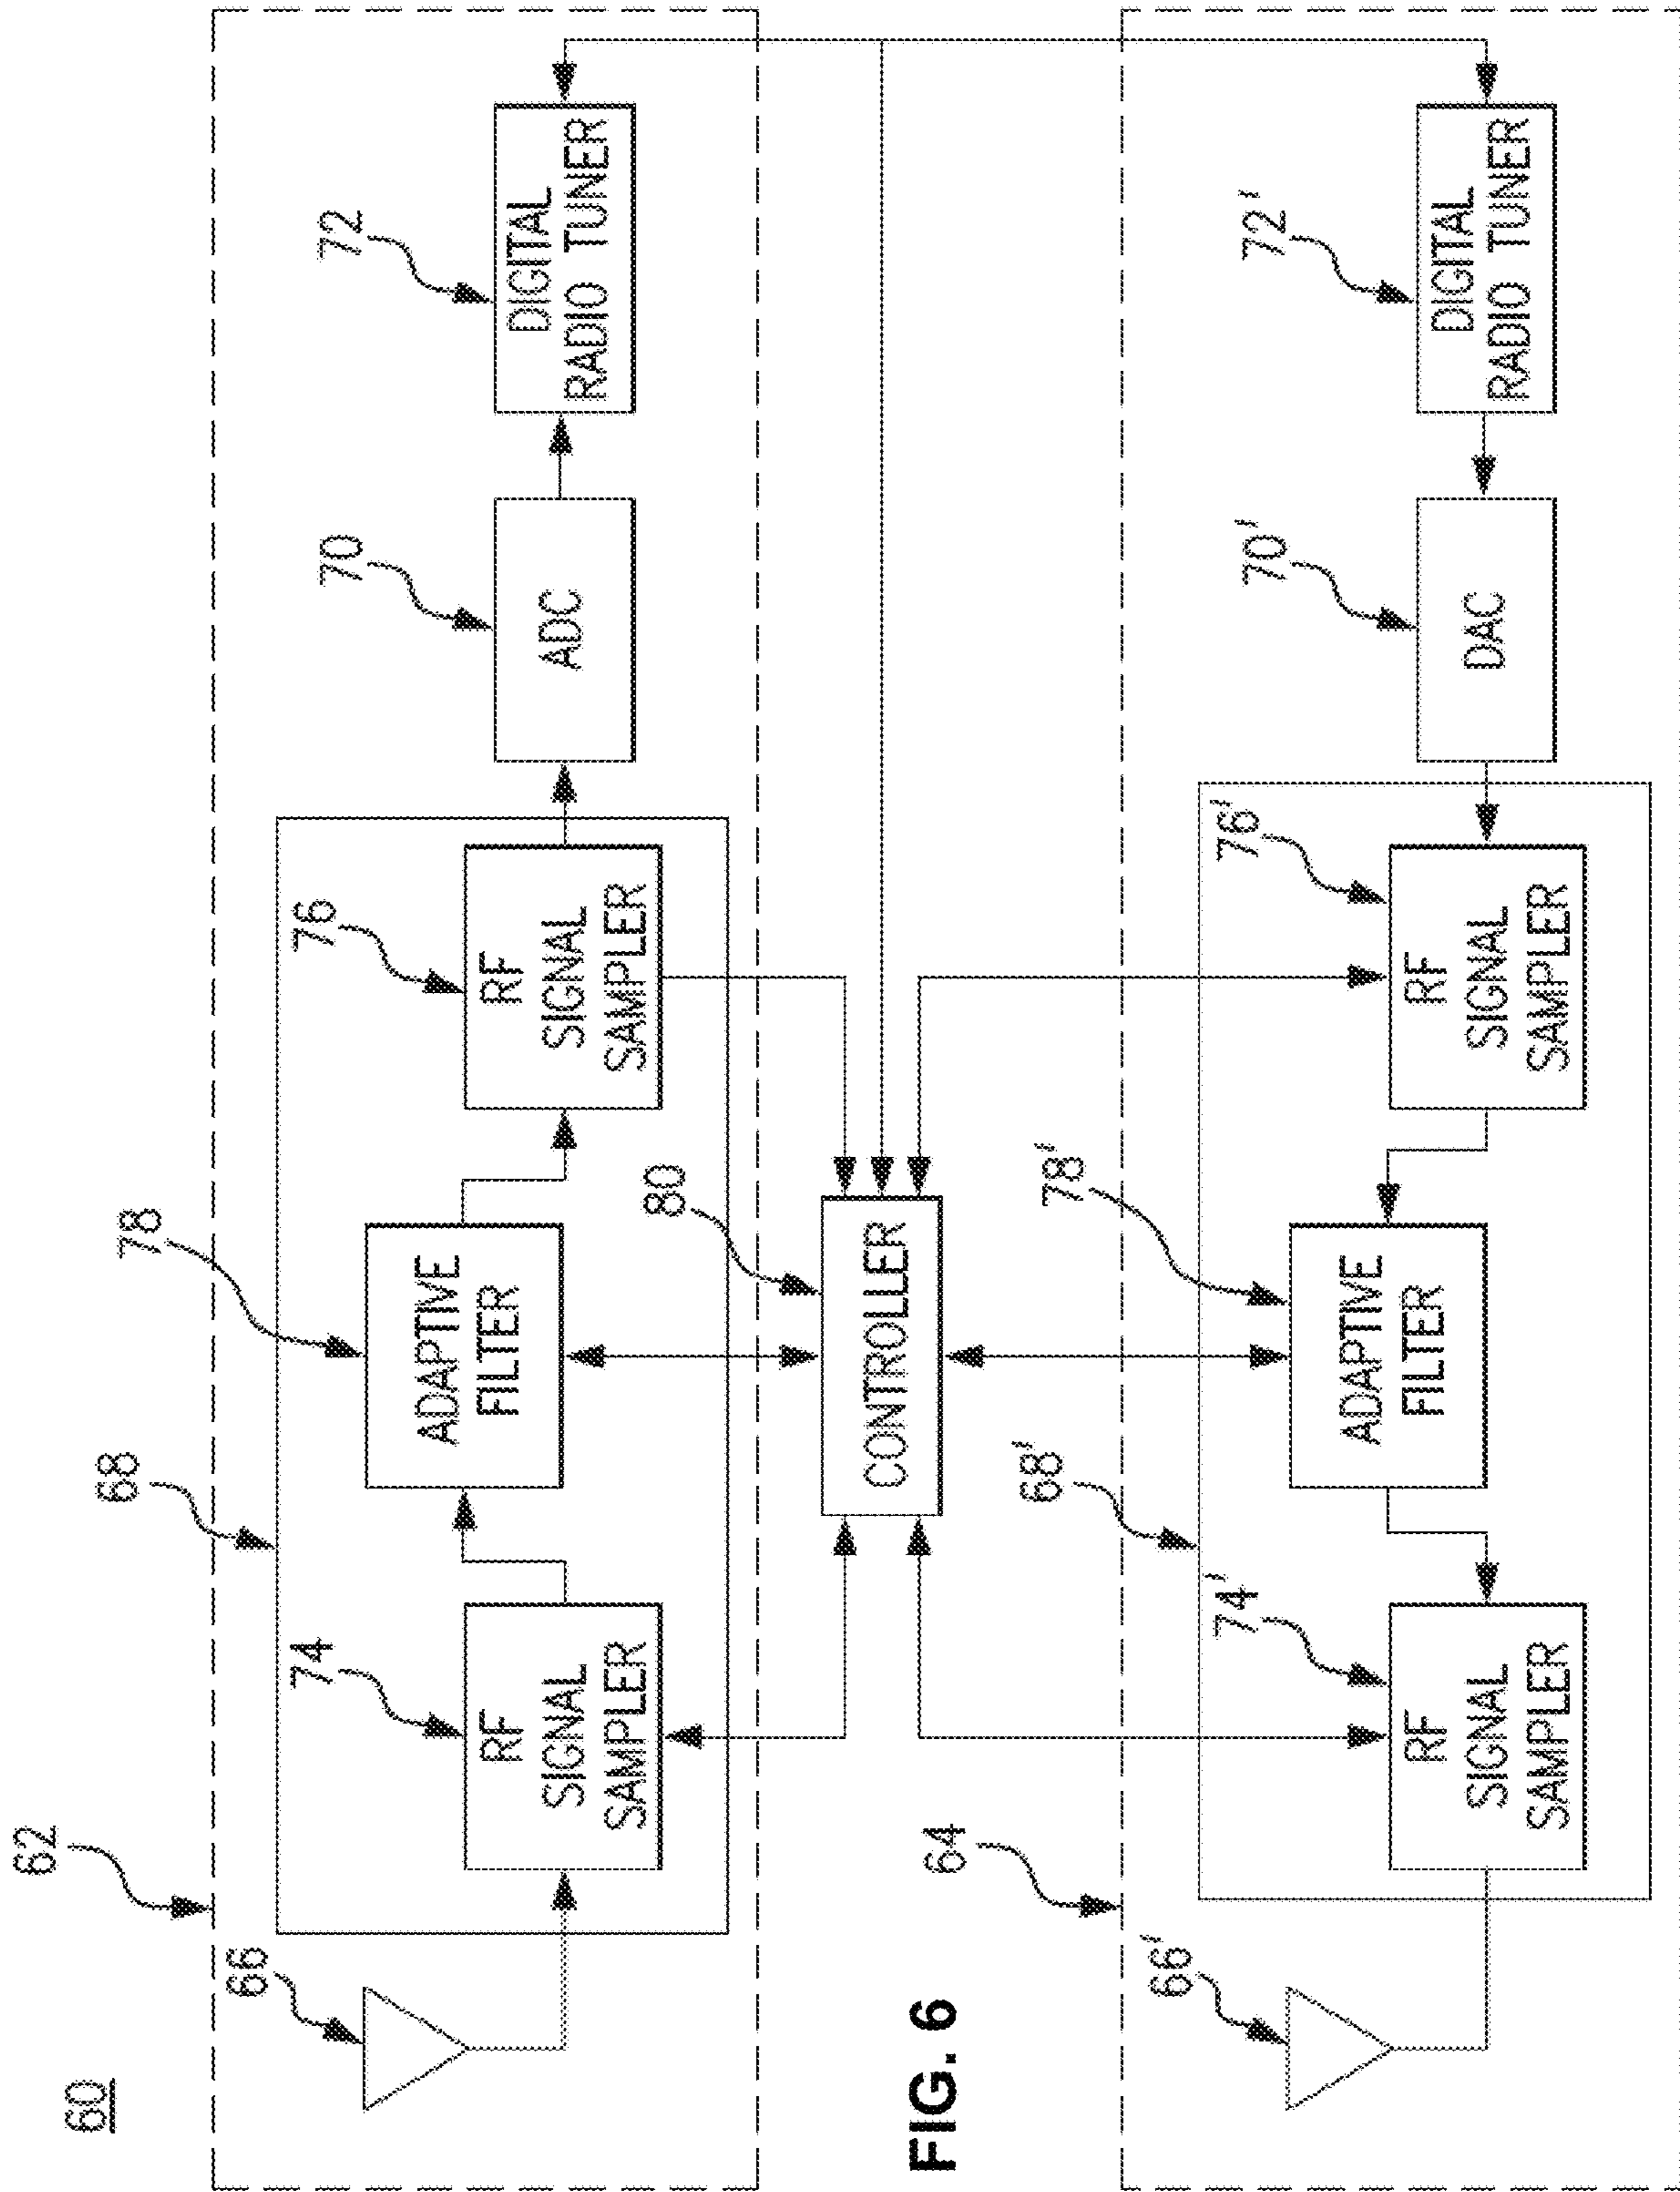 60
62
66
68
74
RF
SIGNAL
SAMPLER
78
ADAPTIVE
FILTER
76
RF
SIGNAL
SAMPLER
70
ADC
72
DIGITAL
RADIO TUNER
80
CONTROLLER
FIG. 6
64
66'
68'
74'
RF
SIGNAL
SAMPLER
78'
ADAPTIVE
FILTER
76'
RF
SIGNAL
SAMPLER
70'
DAC
72'
DIGITAL
RADIO TUNER